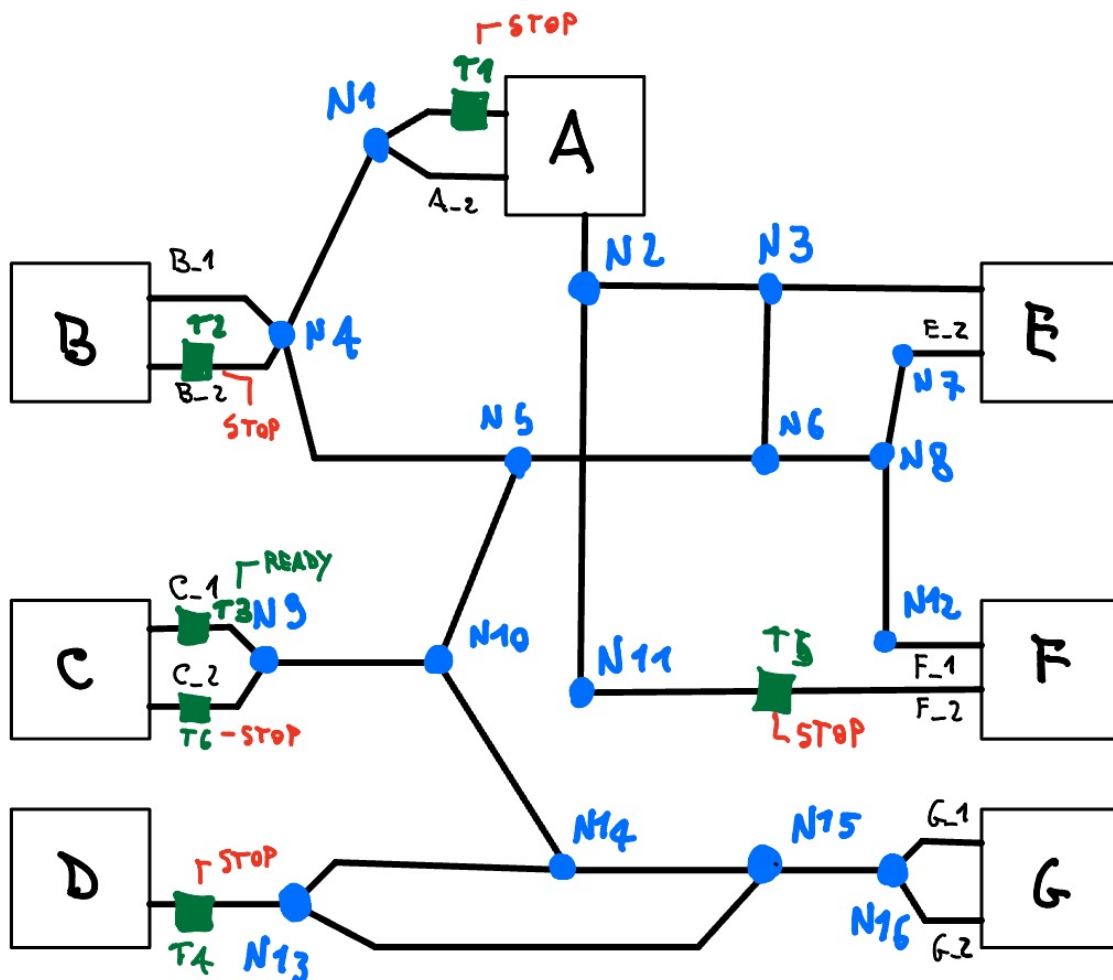 STOP
T1
N1
A
A_2
N2
N3
B_1
B
T2
N4
E_2
E
B_2
N7
STOP
N5
N6
N8
READY
C_1
T3
N9
N10
N11
T5
N12
C
C_2
F_1
F
F_2
T6 - STOP
STOP
N14
N15
G_1
STOP
D
G
T4
N13
N16
G_2